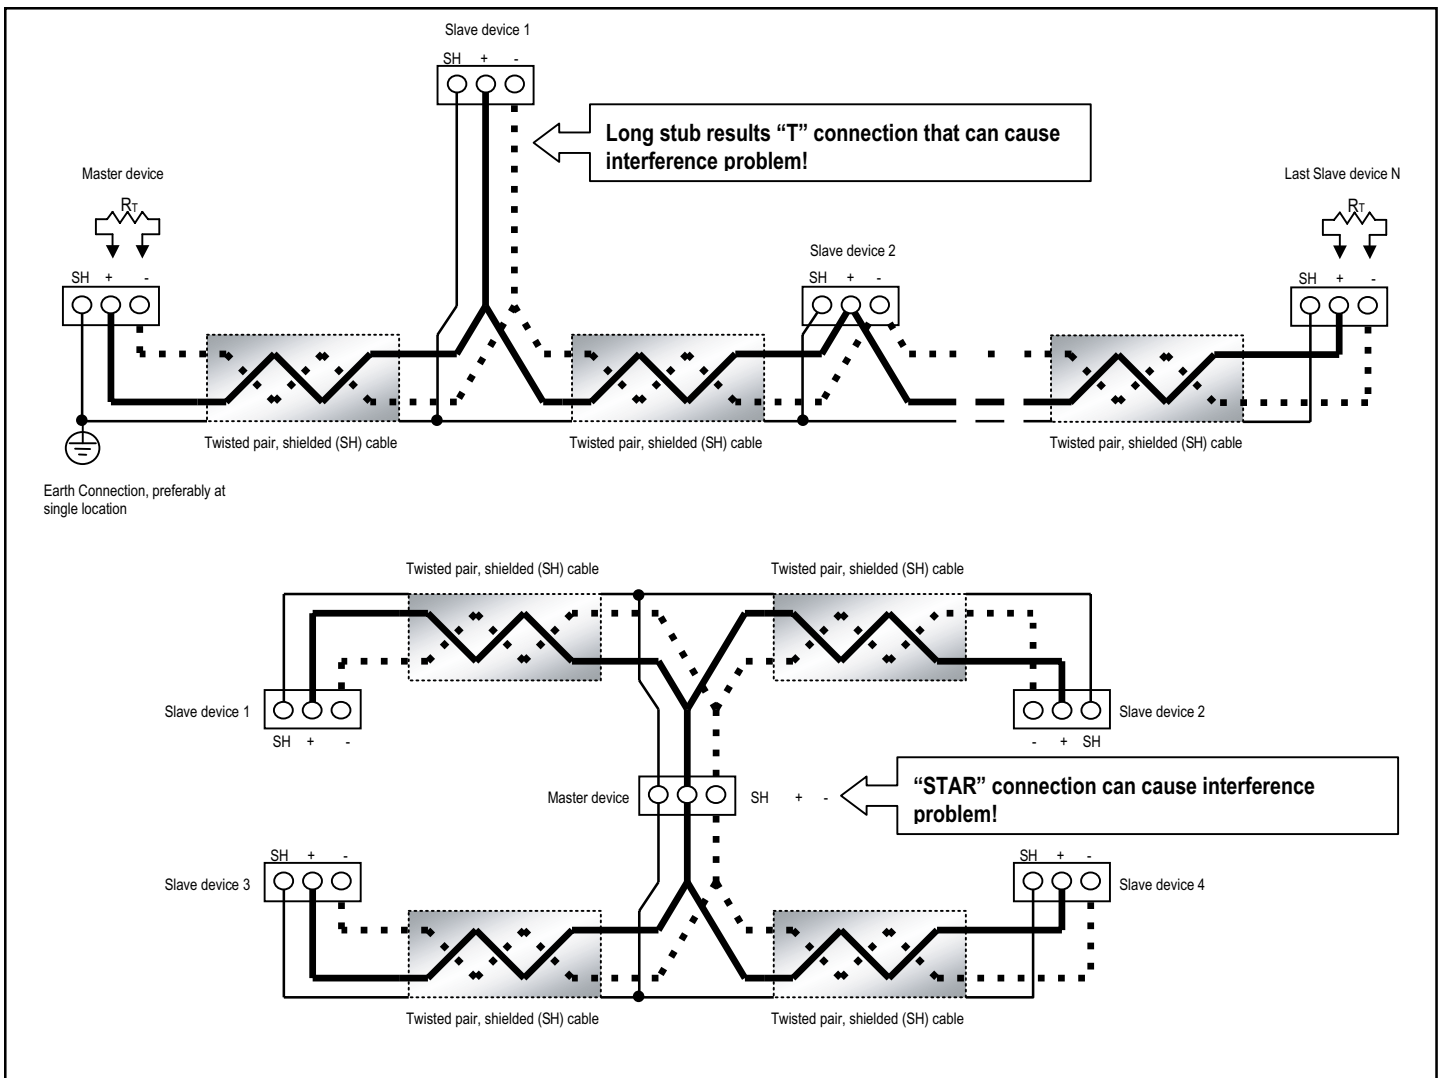 Slave device 1
SH + -
Long stub results “T” connection that can cause
interference problem!
Master device
RT
SH + -
Last Slave device N
RT
SH + -
Slave device 2
SH + -
Twisted pair, shielded (SH) cable
Twisted pair, shielded (SH) cable
Twisted pair, shielded (SH) cable
Earth Connection, preferably at
single location
Twisted pair, shielded (SH) cable
Twisted pair, shielded (SH) cable
Slave device 1
SH + -
Slave device 2
- + SH
Master device
SH + -
“STAR” connection can cause interference
problem!
Slave device 3
SH + -
Slave device 4
SH + -
Twisted pair, shielded (SH) cable
Twisted pair, shielded (SH) cable